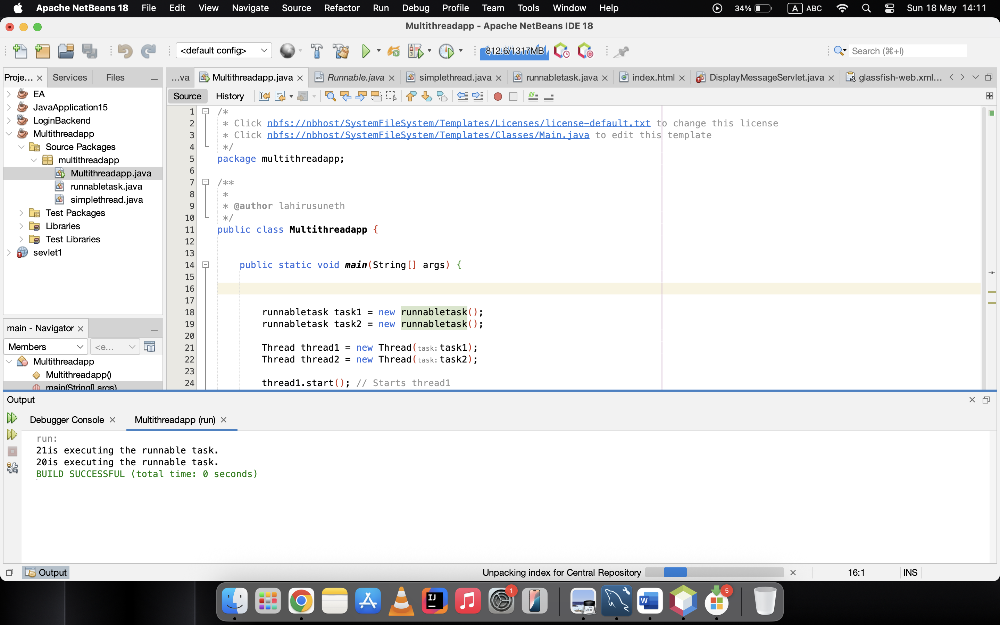 Apache NetBeans 18 File Edit View Navigate Source Refactor Run Debug Profile Team Tools Window Help 34% A ABC Sun 18 May 14:11
Multithreadapp - Apache NetBeans IDE 18
<default config> 812.6/1317MB Search (⌘+I)
Proje... Services Files
...va Multithreadapp.java Runnable.java simplethread.java runnabletask.java index.html DisplayMessageServlet.java glassfish-web.xml...
EA
JavaApplication15
LoginBackend
Multithreadapp
Source Packages
multithreadapp
Multithreadapp.java
runnabletask.java
simplethread.java
Test Packages
Libraries
Test Libraries
sevlet1
Source History
1 /*
2 * Click nbfs://nbhost/SystemFileSystem/Templates/Licenses/license-default.txt to change this license
3 * Click nbfs://nbhost/SystemFileSystem/Templates/Classes/Main.java to edit this template
4 */
5 package multithreadapp;
6
7 /**
8 *
9 * @author lahirusuneth
10 */
11 public class Multithreadapp {
12
13
14 public static void main(String[] args) {
15
16
17
18 runnabletask task1 = new runnabletask();
19 runnabletask task2 = new runnabletask();
20
21 Thread thread1 = new Thread(task: task1);
22 Thread thread2 = new Thread(task: task2);
23
24 thread1.start(); // Starts thread1
main - Navigator
Members <e...
Multithreadapp
Multithreadapp()
main(String[] args)
Output
Debugger Console Multithreadapp (run)
run:
21is executing the runnable task.
20is executing the runnable task.
BUILD SUCCESSFUL (total time: 0 seconds)
Output Unpacking index for Central Repository 16:1 INS
IJ 1 W 5